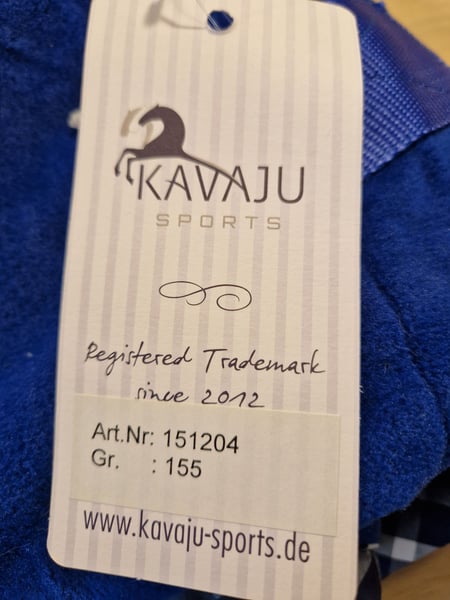 KAVAJU
SPORTS
Registered Trademark
since 2012
Art.Nr: 151204
Gr. : 155
www.kavaju-sports.de